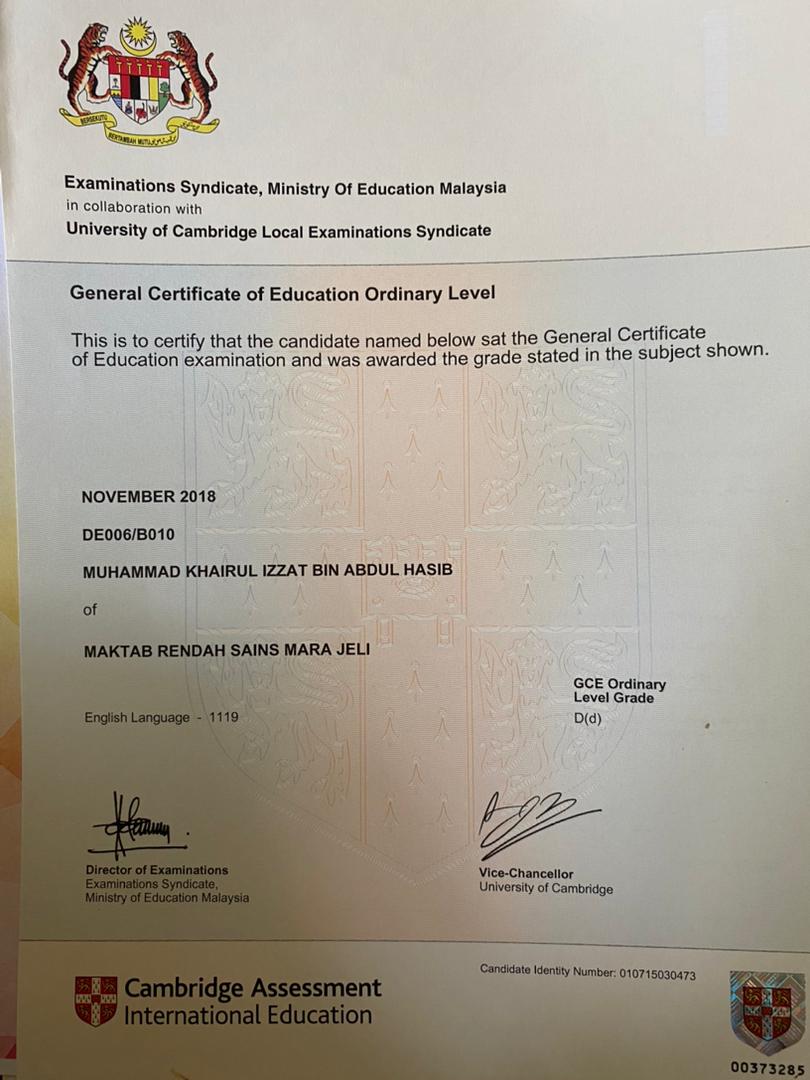 BERSEKUTU
BERTAMBAH MUTU
Examinations Syndicate, Ministry Of Education Malaysia
in collaboration with
University of Cambridge Local Examinations Syndicate
General Certificate of Education Ordinary Level
This is to certify that the candidate named below sat the General Certificate
of Education examination and was awarded the grade stated in the subject shown.
NOVEMBER 2018
DE006/B010
MUHAMMAD KHAIRUL IZZAT BIN ABDUL HASIB
of
MAKTAB RENDAH SAINS MARA JELI
GCE Ordinary
Level Grade
English Language - 1119 D(d)
Director of Examinations
Examinations Syndicate,
Ministry of Education Malaysia
Vice-Chancellor
University of Cambridge
Candidate Identity Number: 010715030473
Cambridge Assessment
International Education
00373285